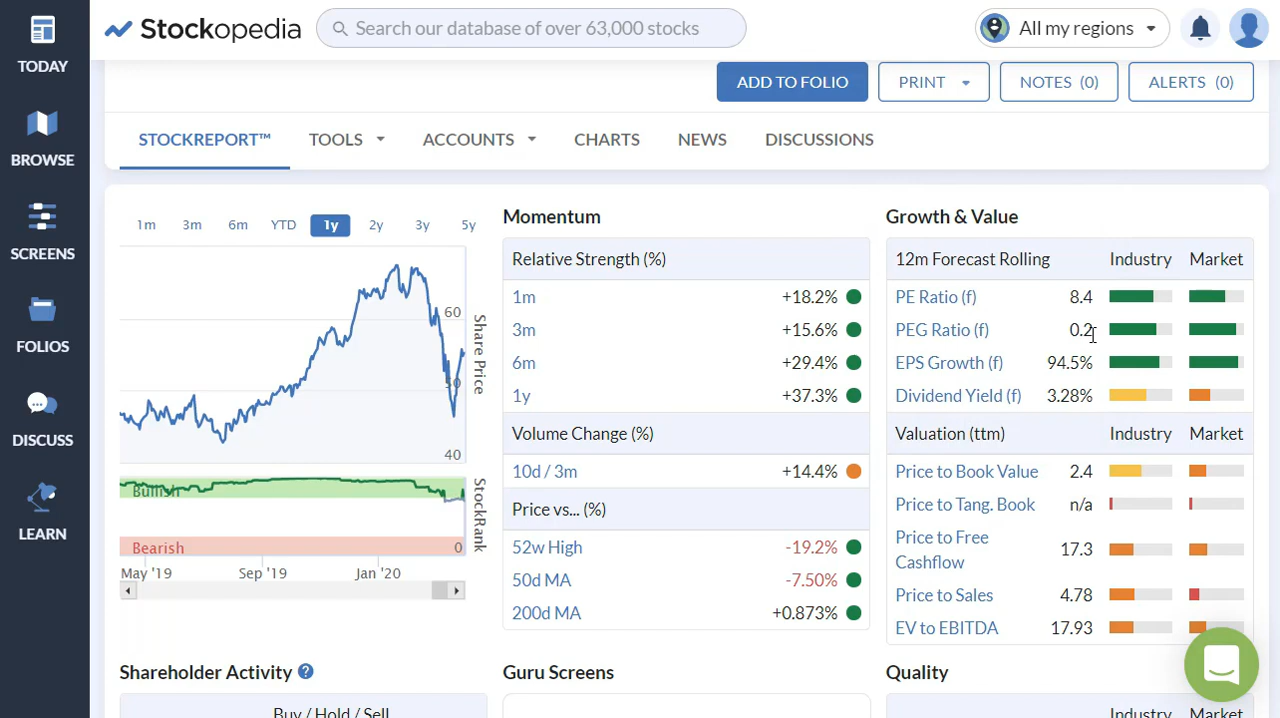 Stockopedia
Search our database of over 63,000 stocks
All my regions
TODAY
BROWSE
SCREENS
FOLIOS
DISCUSS
LEARN
ADD TO FOLIO
PRINT
NOTES (0)
ALERTS (0)
STOCKREPORT™
TOOLS
ACCOUNTS
CHARTS
NEWS
DISCUSSIONS
1m 3m 6m YTD 1y 2y 3y 5y
60
50
40
Share Price
Bullish
Bearish
0
StockRank
May '19 Sep '19 Jan '20
Momentum
Relative Strength (%)
1m +18.2%
3m +15.6%
6m +29.4%
1y +37.3%
Volume Change (%)
10d / 3m +14.4%
Price vs... (%)
52w High -19.2%
50d MA -7.50%
200d MA +0.873%
Growth & Value
12m Forecast Rolling Industry Market
PE Ratio (f) 8.4
PEG Ratio (f) 0.2
EPS Growth (f) 94.5%
Dividend Yield (f) 3.28%
Valuation (ttm) Industry Market
Price to Book Value 2.4
Price to Tang. Book n/a
Price to Free
Cashflow 17.3
Price to Sales 4.78
EV to EBITDA 17.93
Shareholder Activity ?
Buy / Hold / Sell
Guru Screens
Quality
Industry Market